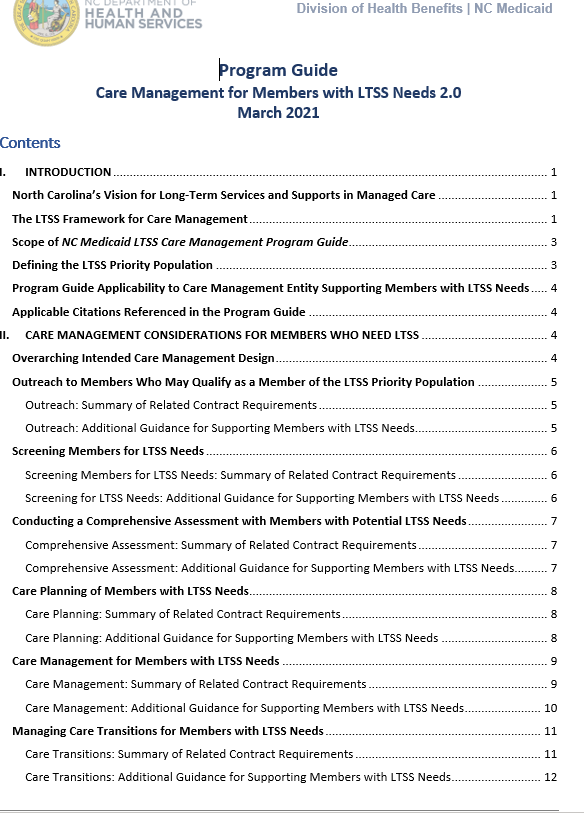 NC DEPARTMENT OF
HEALTH AND
HUMAN SERVICES
Division of Health Benefits | NC Medicaid
Program Guide
Care Management for Members with LTSS Needs 2.0
March 2021
Contents
I. INTRODUCTION 1
North Carolina’s Vision for Long-Term Services and Supports in Managed Care 1
The LTSS Framework for Care Management 1
Scope of NC Medicaid LTSS Care Management Program Guide 3
Defining the LTSS Priority Population 3
Program Guide Applicability to Care Management Entity Supporting Members with LTSS Needs 4
Applicable Citations Referenced in the Program Guide 4
II. CARE MANAGEMENT CONSIDERATIONS FOR MEMBERS WHO NEED LTSS 4
Overarching Intended Care Management Design 4
Outreach to Members Who May Qualify as a Member of the LTSS Priority Population 5
Outreach: Summary of Related Contract Requirements 5
Outreach: Additional Guidance for Supporting Members with LTSS Needs 5
Screening Members for LTSS Needs 6
Screening Members for LTSS Needs: Summary of Related Contract Requirements 6
Screening for LTSS Needs: Additional Guidance for Supporting Members with LTSS Needs 6
Conducting a Comprehensive Assessment with Members with Potential LTSS Needs 7
Comprehensive Assessment: Summary of Related Contract Requirements 7
Comprehensive Assessment: Additional Guidance for Supporting Members with LTSS Needs 7
Care Planning of Members with LTSS Needs 8
Care Planning: Summary of Related Contract Requirements 8
Care Planning: Additional Guidance for Supporting Members with LTSS Needs 8
Care Management for Members with LTSS Needs 9
Care Management: Summary of Related Contract Requirements 9
Care Management: Additional Guidance for Supporting Members with LTSS Needs 10
Managing Care Transitions for Members with LTSS Needs 11
Care Transitions: Summary of Related Contract Requirements 11
Care Transitions: Additional Guidance for Supporting Members with LTSS Needs 12